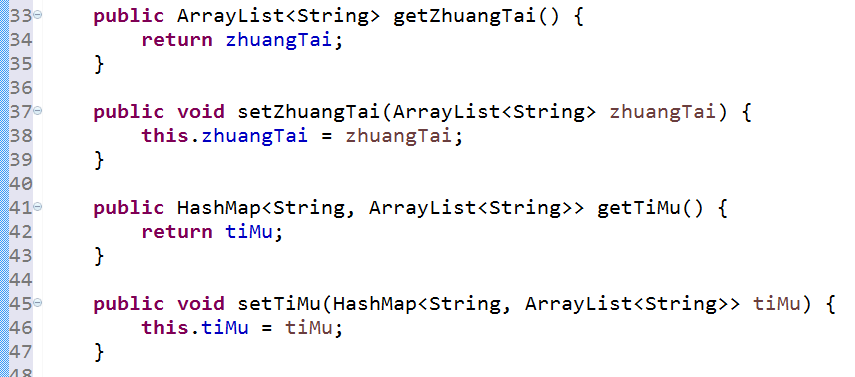 33 public ArrayList<String> getZhuangTai() {
34 return zhuangTai;
35 }
36
37 public void setZhuangTai(ArrayList<String> zhuangTai) {
38 this.zhuangTai = zhuangTai;
39 }
40
41 public HashMap<String, ArrayList<String>> getTiMu() {
42 return tiMu;
43 }
44
45 public void setTiMu(HashMap<String, ArrayList<String>> tiMu) {
46 this.tiMu = tiMu;
47 }
48